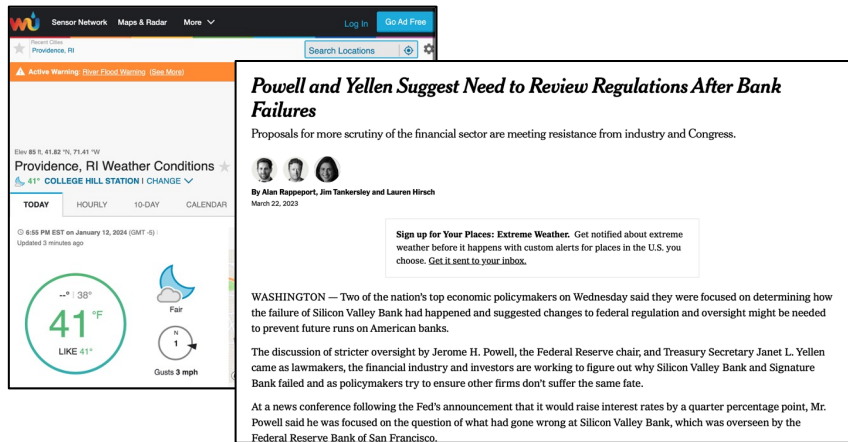 Sensor Network Maps & Radar More
Log In
Go Ad Free
Recent Cities
Providence, RI
Search Locations
Active Warning: River Flood Warning (See More)
Elev 85 ft, 41.82 °N, 71.41 °W
Providence, RI Weather Conditions
41° COLLEGE HILL STATION | CHANGE
TODAY HOURLY 10-DAY CALENDAR
6:55 PM EST on January 12, 2024 (GMT -5)
Updated 3 minutes ago
--° | 38°
41 °F
LIKE 41°
Fair
N
1
Gusts 3 mph
Powell and Yellen Suggest Need to Review Regulations After Bank
Failures
Proposals for more scrutiny of the financial sector are meeting resistance from industry and Congress.
By Alan Rappeport, Jim Tankersley and Lauren Hirsch
March 22, 2023
Sign up for Your Places: Extreme Weather. Get notified about extreme
weather before it happens with custom alerts for places in the U.S. you
choose. Get it sent to your inbox.
WASHINGTON — Two of the nation's top economic policymakers on Wednesday said they were focused on determining how
the failure of Silicon Valley Bank had happened and suggested changes to federal regulation and oversight might be needed
to prevent future runs on American banks.
The discussion of stricter oversight by Jerome H. Powell, the Federal Reserve chair, and Treasury Secretary Janet L. Yellen
came as lawmakers, the financial industry and investors are working to figure out why Silicon Valley Bank and Signature
Bank failed and as policymakers try to ensure other firms don't suffer the same fate.
At a news conference following the Fed's announcement that it would raise interest rates by a quarter percentage point, Mr.
Powell said he was focused on the question of what had gone wrong at Silicon Valley Bank, which was overseen by the
Federal Reserve Bank of San Francisco.